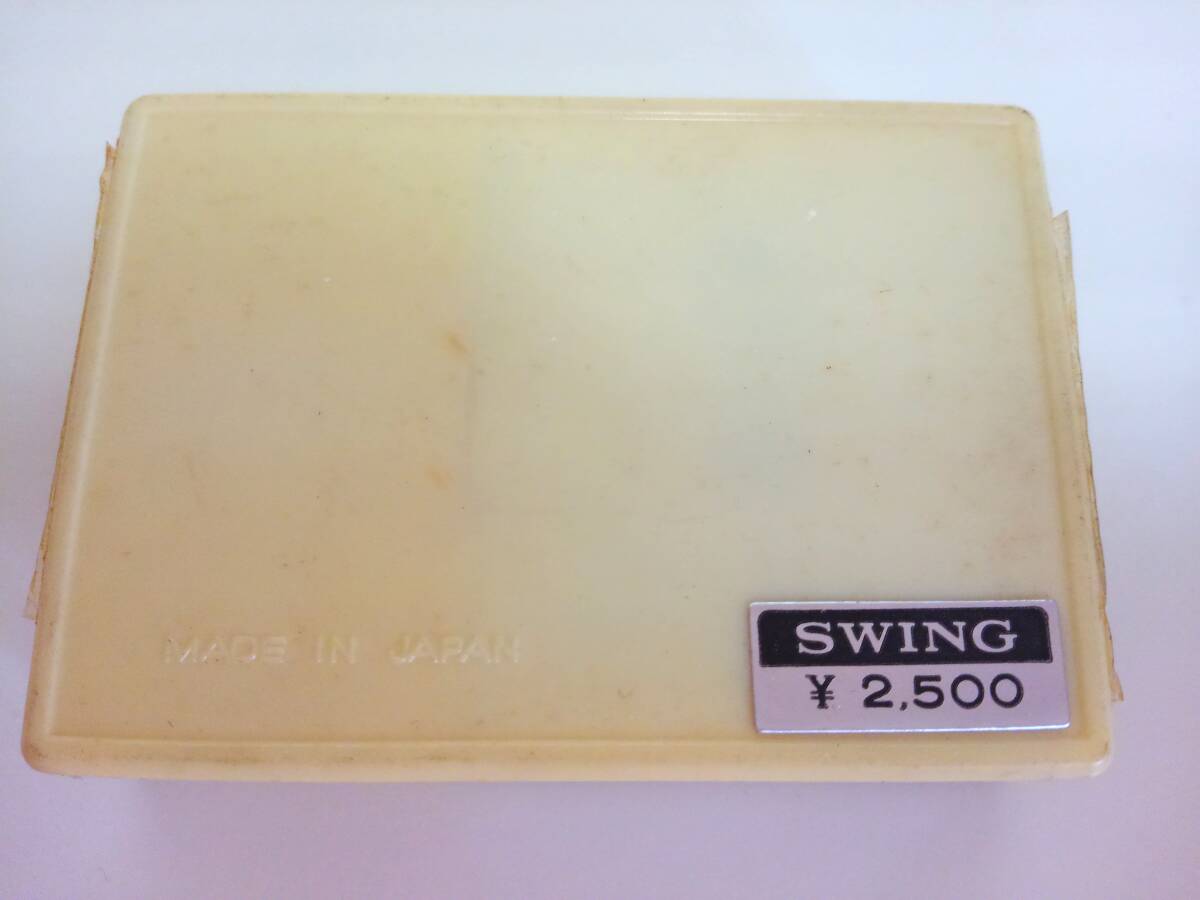 MADE IN JAPAN
SWING
¥ 2,500